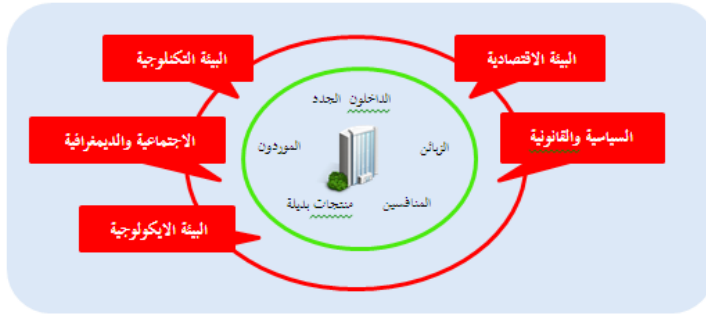 البيئة الاقتصادية
البيئة التكنلوجية
الداخلون الجدد
السياسية والقانونية
الزبائن
الموردون
الاجتماعية والديمغرافية
المنافسين
منتجات بديلة
البيئة الايكولوجية